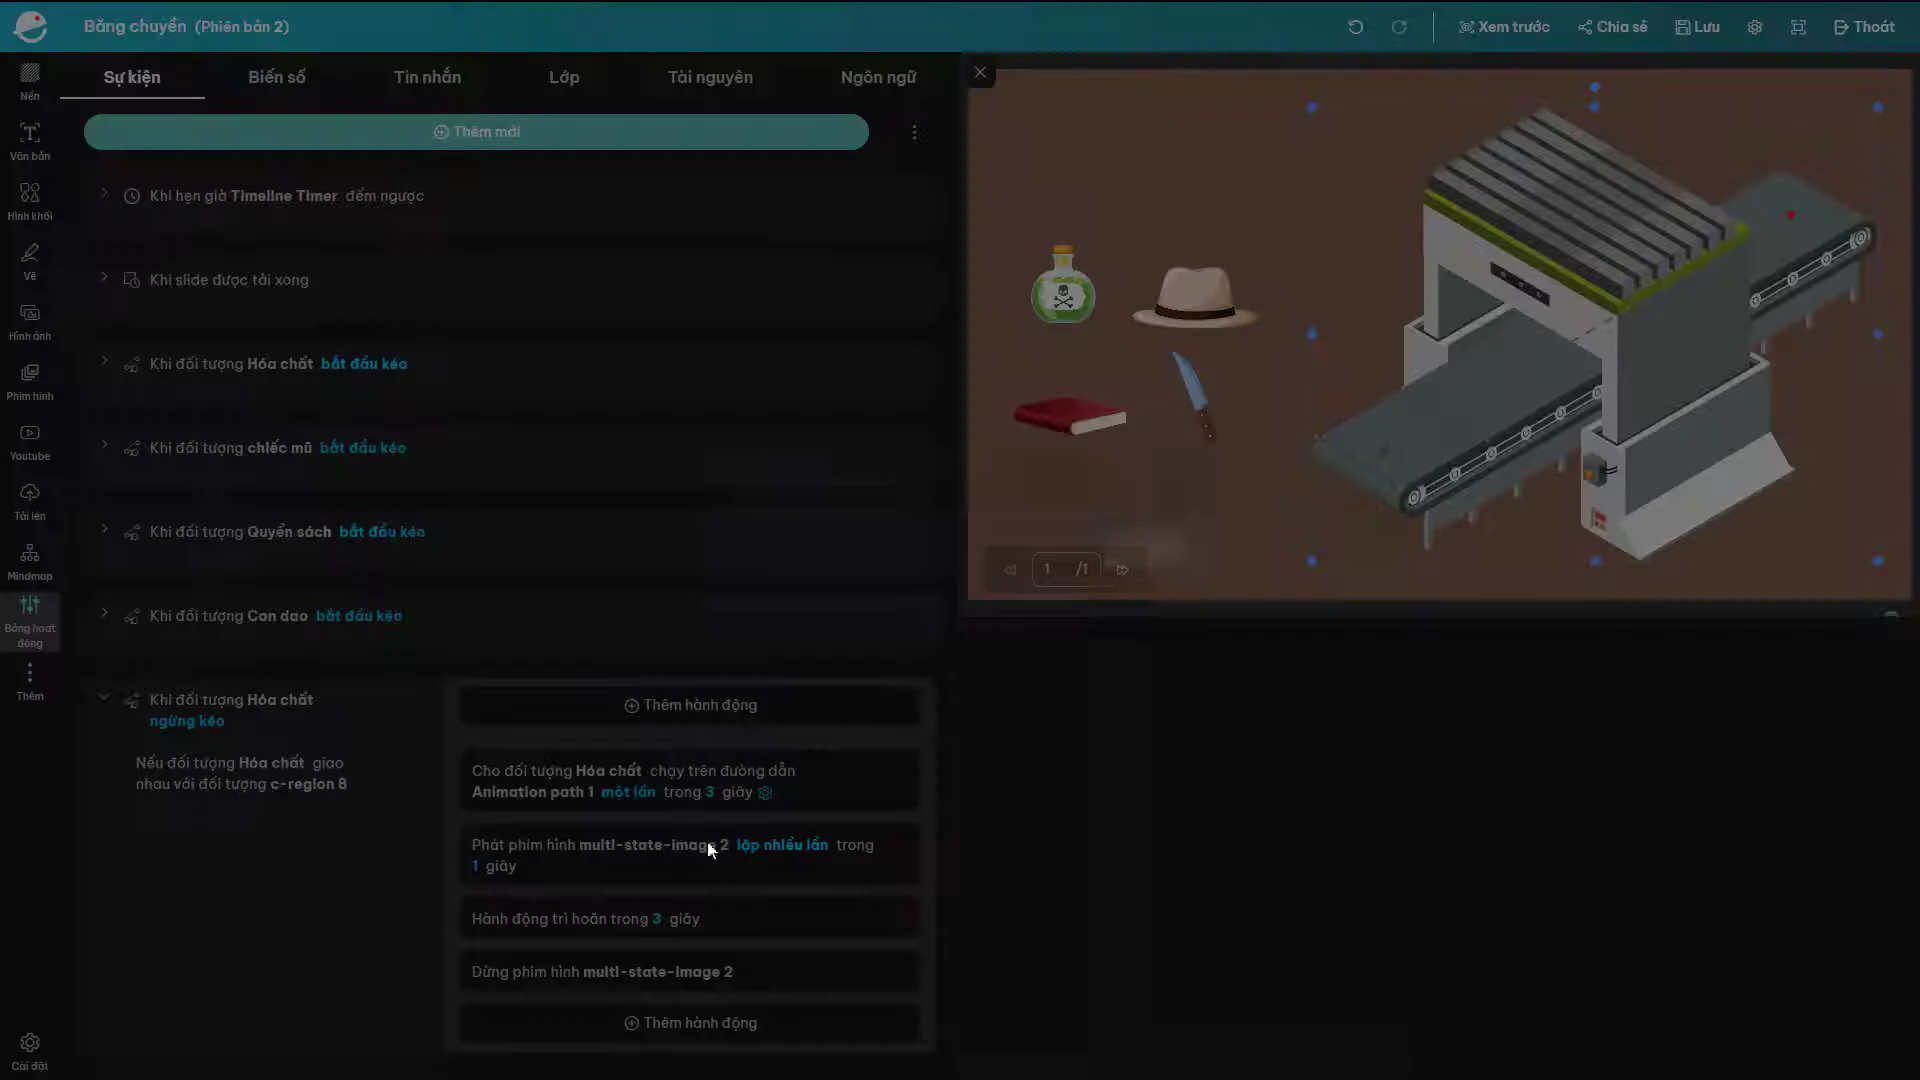 Băng chuyền (Phiên bản 2)
Xem trước
Chia sẻ
Lưu
Thoát
Nền
Văn bản
Hình khối
Vẽ
Hình ảnh
Phim hình
Youtube
Tải lên
Mindmap
Bảng hoạt động
Thêm
Cài đặt
Sự kiện
Biến số
Tin nhắn
Lớp
Tài nguyên
Ngôn ngữ
Thêm mới
Khi hẹn giờ Timeline Timer đếm ngược
Khi slide được tải xong
Khi đối tượng Hóa chất bắt đầu kéo
Khi đối tượng chiếc mũ bắt đầu kéo
Khi đối tượng Quyển sách bắt đầu kéo
Khi đối tượng Con dao bắt đầu kéo
Khi đối tượng Hóa chất
ngừng kéo
Nếu đối tượng Hóa chất giao
nhau với đối tượng c-region 8
Thêm hành động
Cho đối tượng Hóa chất chạy trên đường dẫn
Animation path 1 một lần trong 3 giây
Phát phim hình multi-state-image 2 lặp nhiều lần trong
1 giây
Hành động trì hoãn trong 3 giây
Dừng phim hình multi-state-image 2
Thêm hành động
1 /1